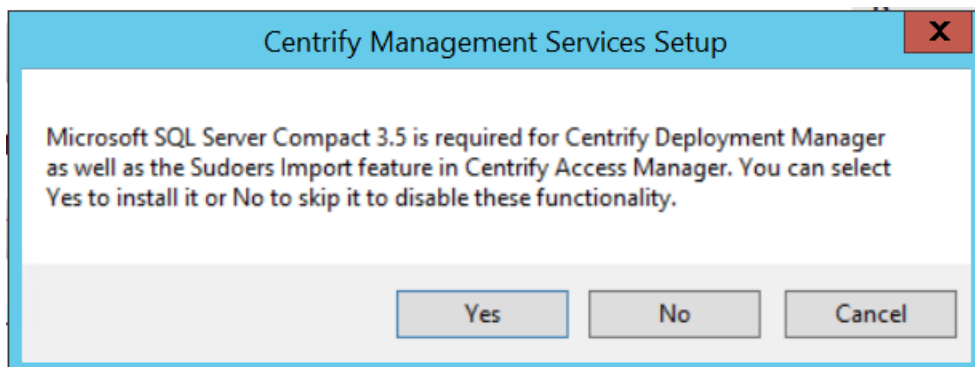 Centrify Management Services Setup
X
Microsoft SQL Server Compact 3.5 is required for Centrify Deployment Manager
as well as the Sudoers Import feature in Centrify Access Manager. You can select
Yes to install it or No to skip it to disable these functionality.
Yes No Cancel